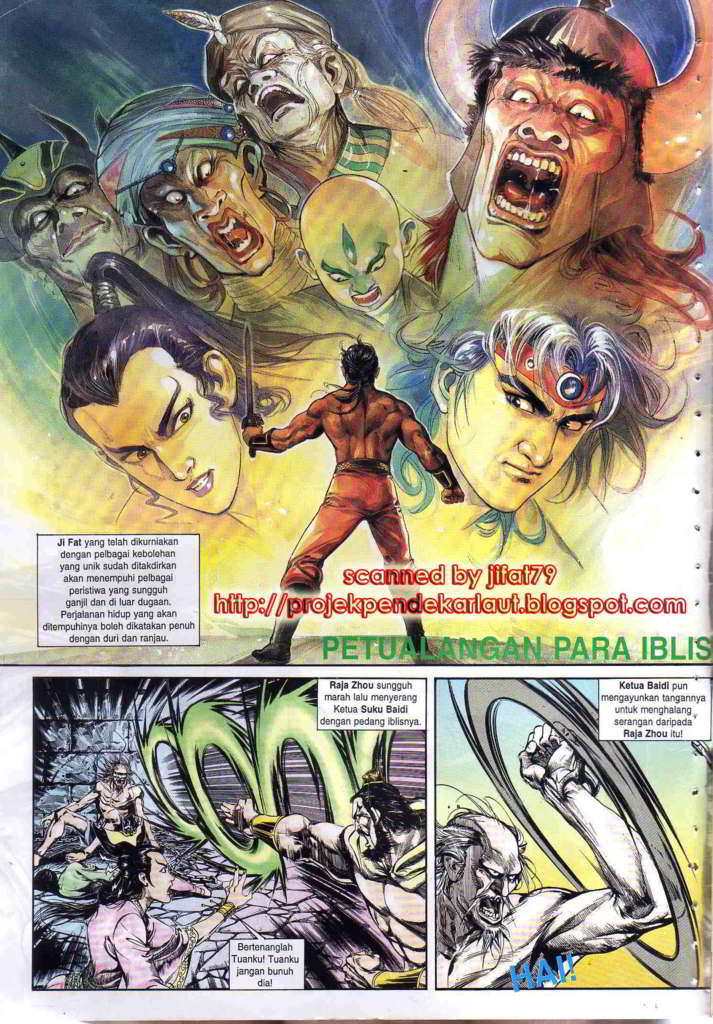 Ji Fat yang telah dikurniakan
dengan pelbagai kebolehan
yang unik sudah ditakdirkan
akan menempuhi pelbagai
peristiwa yang sungguh
ganjil dan di luar dugaan.
Perjalanan hidup yang akan
ditempuhinya boleh dikatakan penuh
dengan duri dan ranjau.
scanned by jifat79
http://projekpendekarlaut.blogspot.com
PETUALANGAN PARA IBLIS
Raja Zhou sungguh
marah lalu menyerang
Ketua Suku Baidi
dengan pedang iblisnya.
Bertenanglah
Tuanku! Tuanku
jangan bunuh
dia!
Ketua Baidi pun
mengayunkan tangannya
untuk menghalang
serangan daripada
Raja Zhou itu!
HAI!